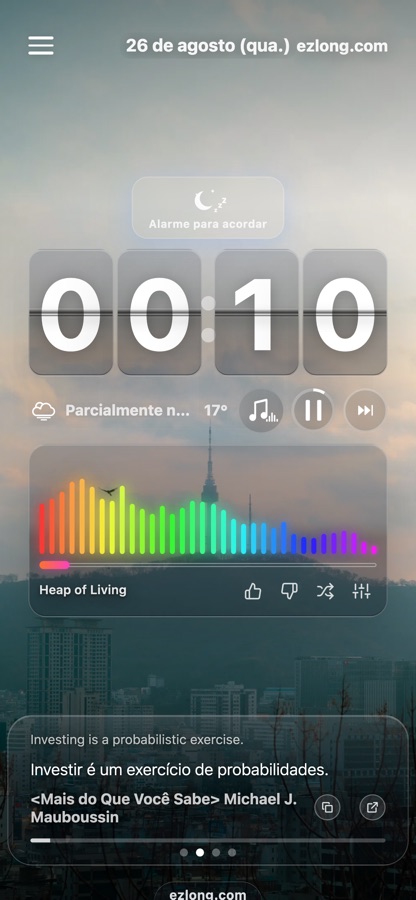 26 de agosto (qua.) ezlong.com
Alarme para acordar
00:10
Parcialmente n... 17°
Heap of Living
Investing is a probabilistic exercise.
Investir é um exercício de probabilidades.
<Mais do Que Você Sabe> Michael J.
Mauboussin
ezlong.com